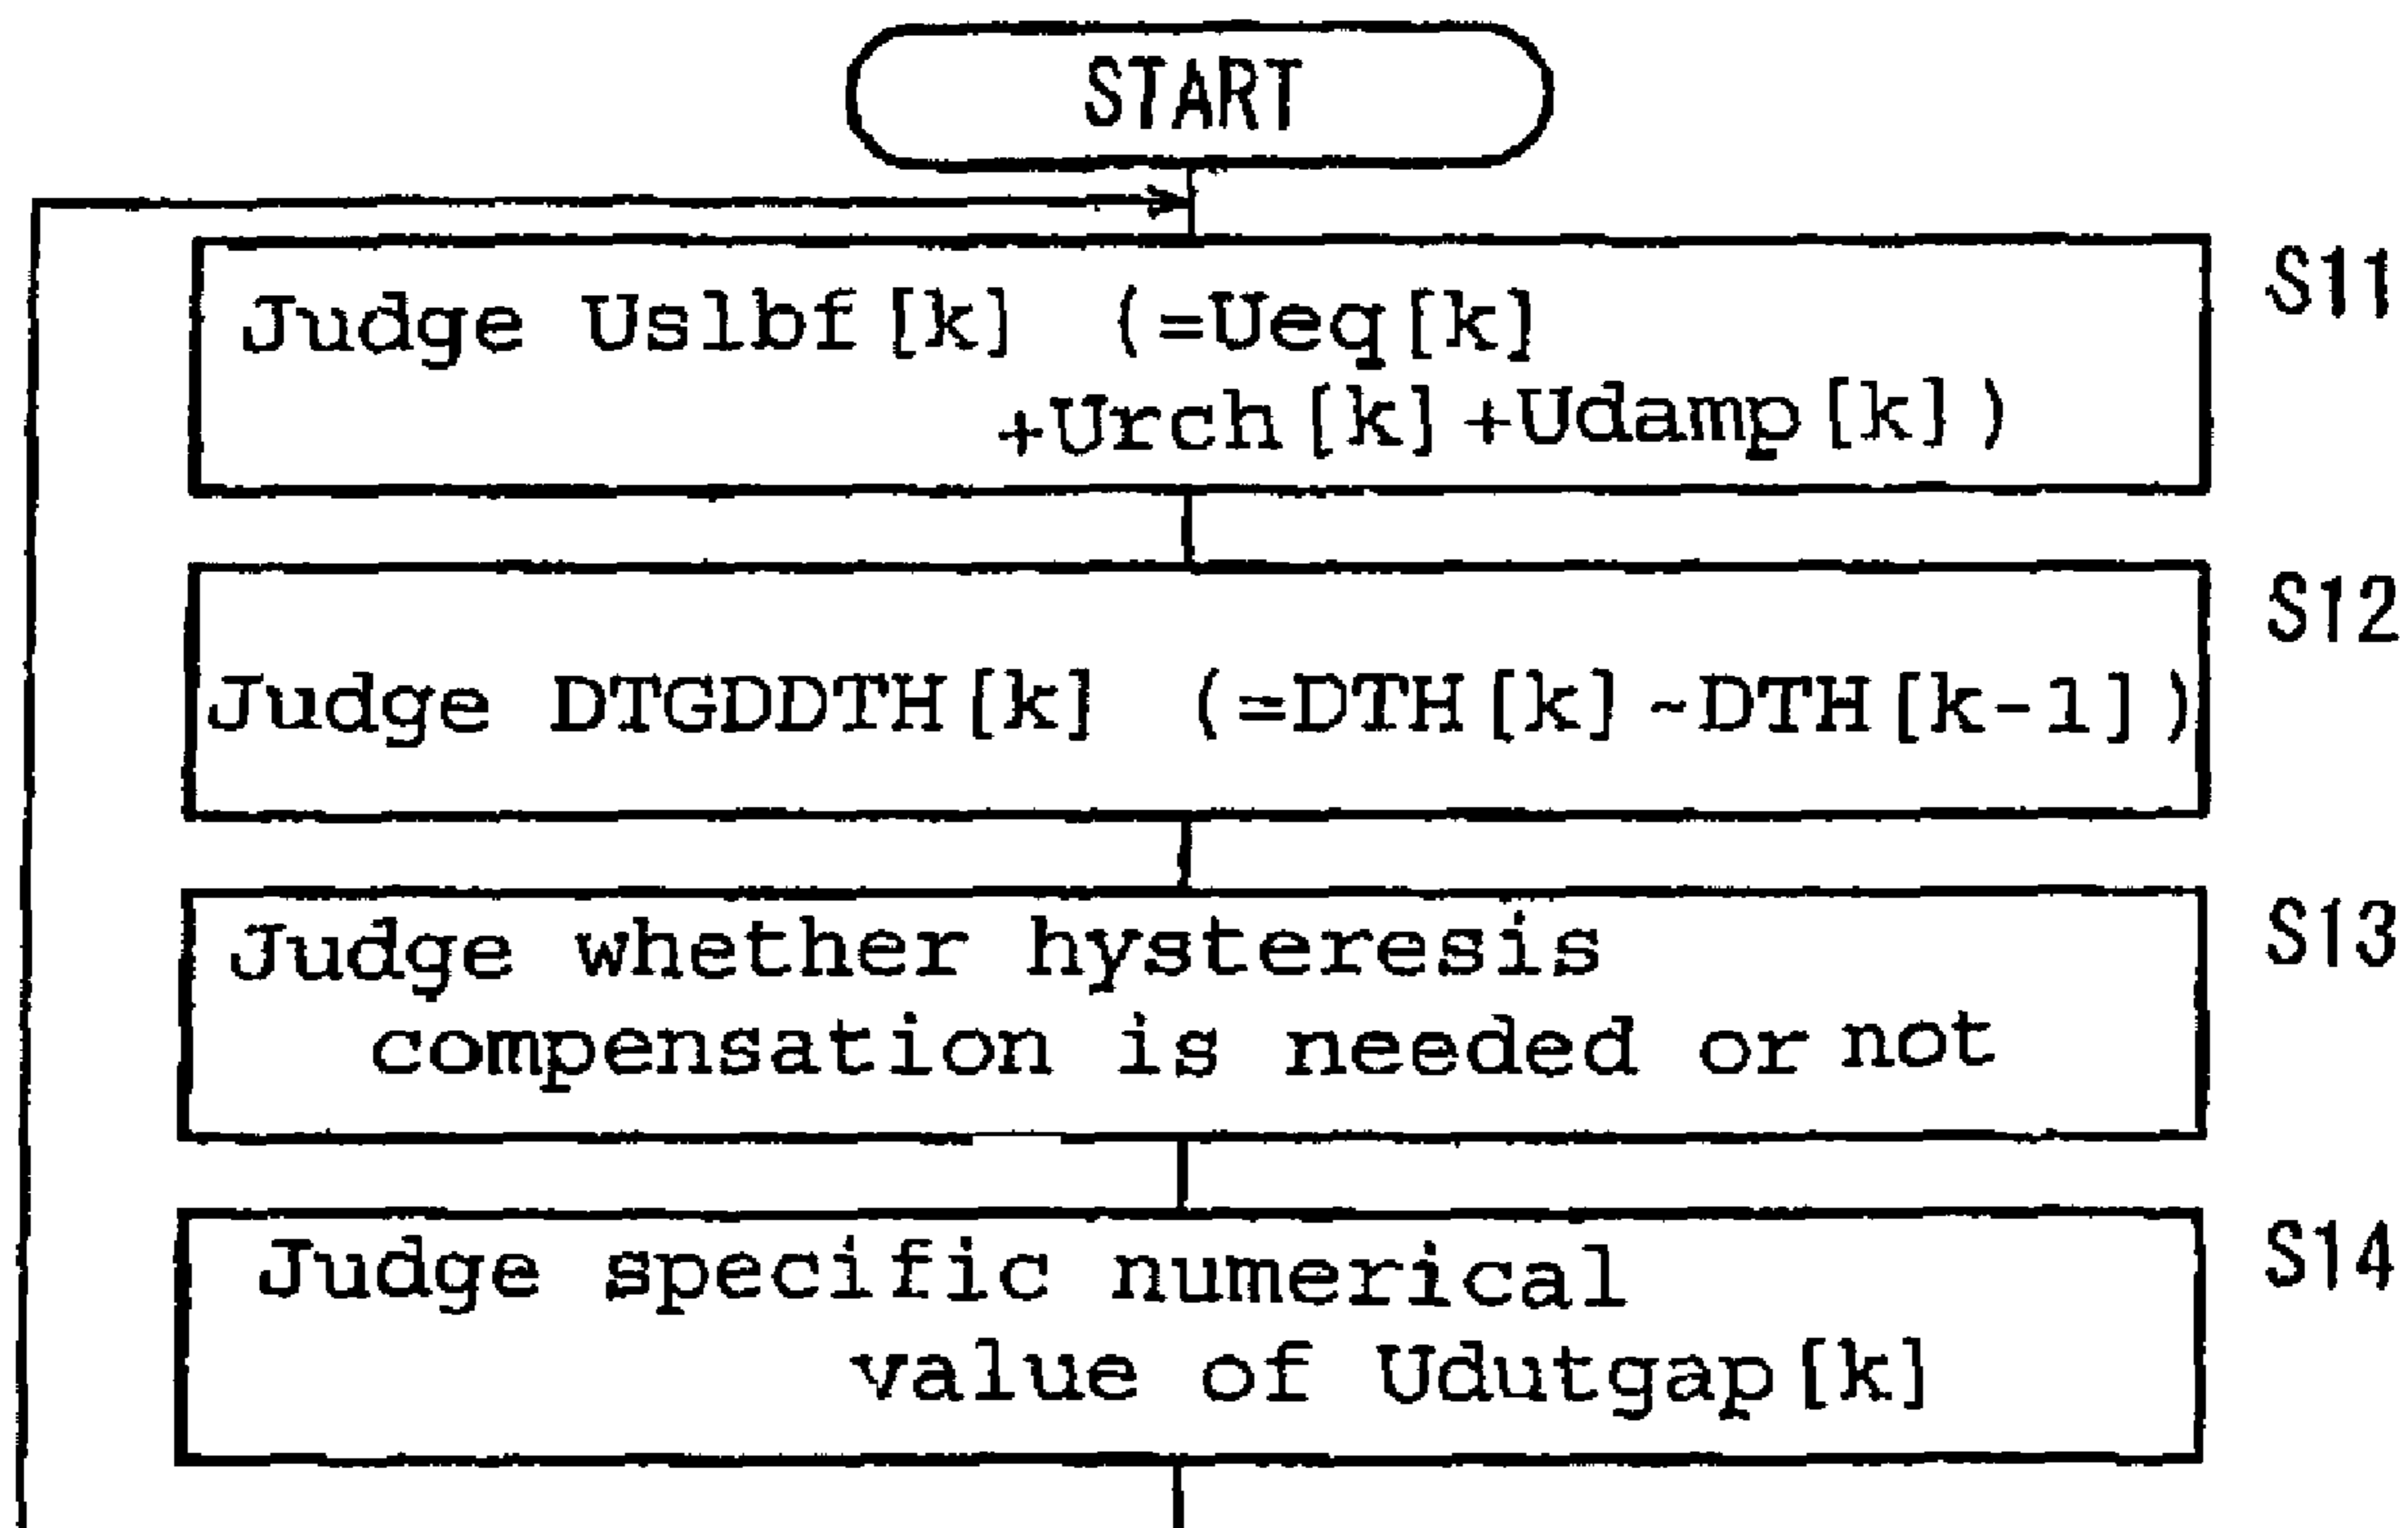 START
S11
Judge Uslbf[k] (=Ueq[k]
+Urch[k]+Udamp[k])
S12
Judge DTGDDTH[k] (=DTH[k]~DTH[k-1])
S13
Judge whether hysteresis
compensation is needed or not
S14
Judge specific numerical
value of Udutgap[k]